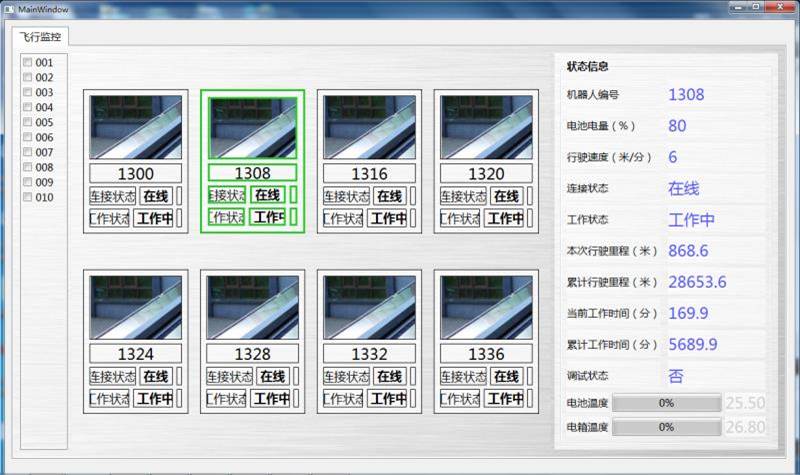 MainWindow
飞行监控
001
002
003
004
005
006
007
008
009
010
1300
连接状态 在线
工作状态 工作中
1308
连接状态 在线
工作状态 工作中
1316
连接状态 在线
工作状态 工作中
1320
连接状态 在线
工作状态 工作中
1324
连接状态 在线
工作状态 工作中
1328
连接状态 在线
工作状态 工作中
1332
连接状态 在线
工作状态 工作中
1336
连接状态 在线
工作状态 工作中
状态信息
机器人编号 1308
电池电量（%） 80
行驶速度（米/分） 6
连接状态 在线
工作状态 工作中
本次行驶里程（米） 868.6
累计行驶里程（米） 28653.6
当前工作时间（分） 169.9
累计工作时间（分） 5689.9
调试状态 否
电池温度 0% 25.50
电箱温度 0% 26.80